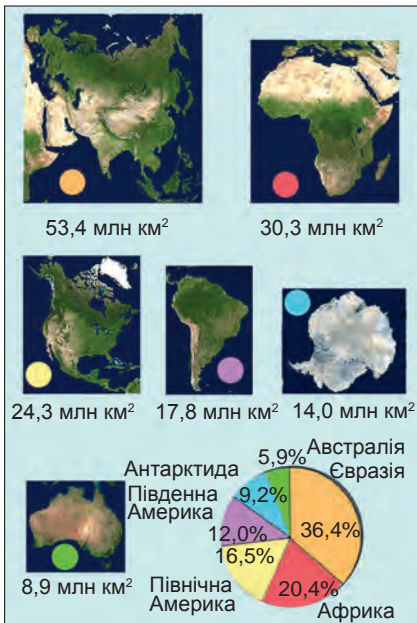 53,4 млн км²
30,3 млн км²
24,3 млн км²
17,8 млн км²
14,0 млн км²
8,9 млн км²
5,9%
Австралія
Євразія
Антарктида
9,2%
Південна
Америка
36,4%
12,0%
16,5%
Північна
Америка
20,4%
Африка